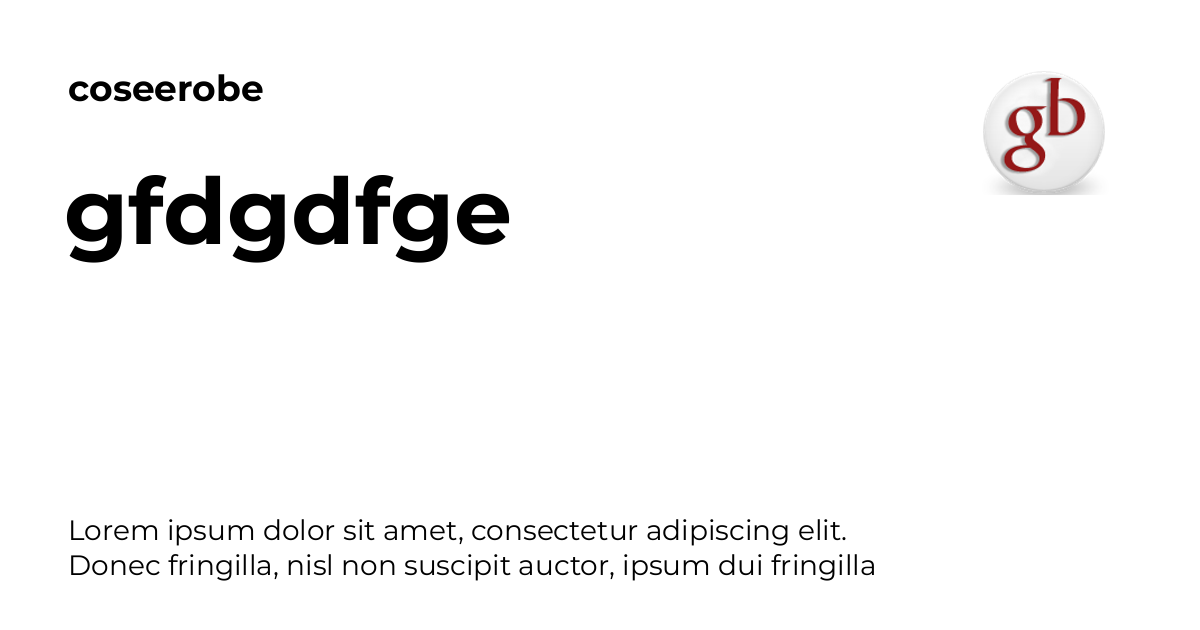 coseerobe
gb
gfdgdfge
Lorem ipsum dolor sit amet, consectetur adipiscing elit.
Donec fringilla, nisl non suscipit auctor, ipsum dui fringilla